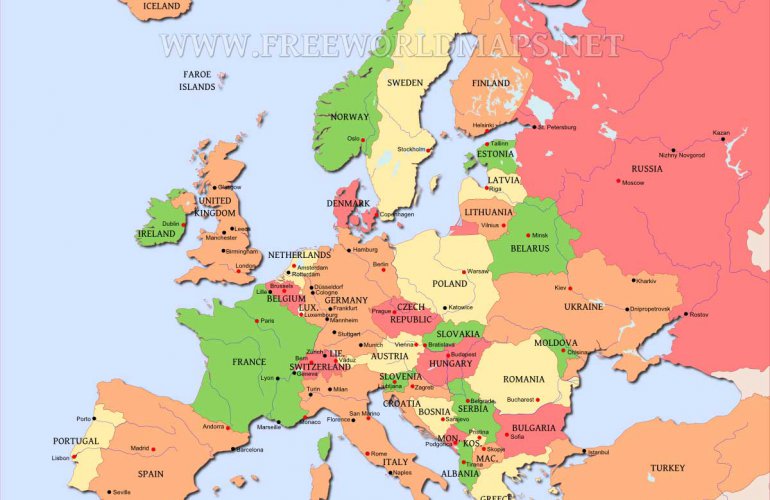 ICELAND
WWW.FREEWORLDMAPS.NET
FAROE
ISLANDS
SWEDEN
FINLAND
NORWAY
Oslo
Stockholm
Helsinki
St. Petersburg
Tallinn
ESTONIA
Kazan
Nizhny Novgorod
RUSSIA
Moscow
LATVIA
Riga
Glasgow
UNITED
KINGDOM
DENMARK
Copenhagen
LITHUANIA
Vilnius
Minsk
BELARUS
Dublin
IRELAND
Leeds
Manchester
Birmingham
London
NETHERLANDS
Amsterdam
Rotterdam
Hamburg
Berlin
POLAND
Warsaw
Katowice
Brussels
Lille
BELGIUM
LUX.
Luxembourg
Düsseldorf
Cologne
GERMANY
Frankfurt
Mannheim
Stuttgart
Munich
Prague
CZECH
REPUBLIC
Kiev
Kharkiv
UKRAINE
Dnipropetrovsk
Rostov
Paris
FRANCE
SLOVAKIA
Bratislava
Vienna
AUSTRIA
Budapest
HUNGARY
MOLDOVA
Chisinau
Zürich
LIE.
Bern
Vaduz
SWITZERLAND
Geneva
Lyon
Turin
Milan
SLOVENIA
Ljubljana
Zagreb
CROATIA
ROMANIA
Bucharest
BOSNIA
Sarajevo
Belgrade
SERBIA
Porto
PORTUGAL
Lisbon
Madrid
SPAIN
Seville
Andorra
Barcelona
Marseille
Monaco
Florence
San Marino
ITALY
Rome
Naples
MON.
Podgorica
Pristina
KOS.
Skopje
MAC.
Tirana
ALBANIA
BULGARIA
Sofia
Istanbul
TURKEY
GREECE